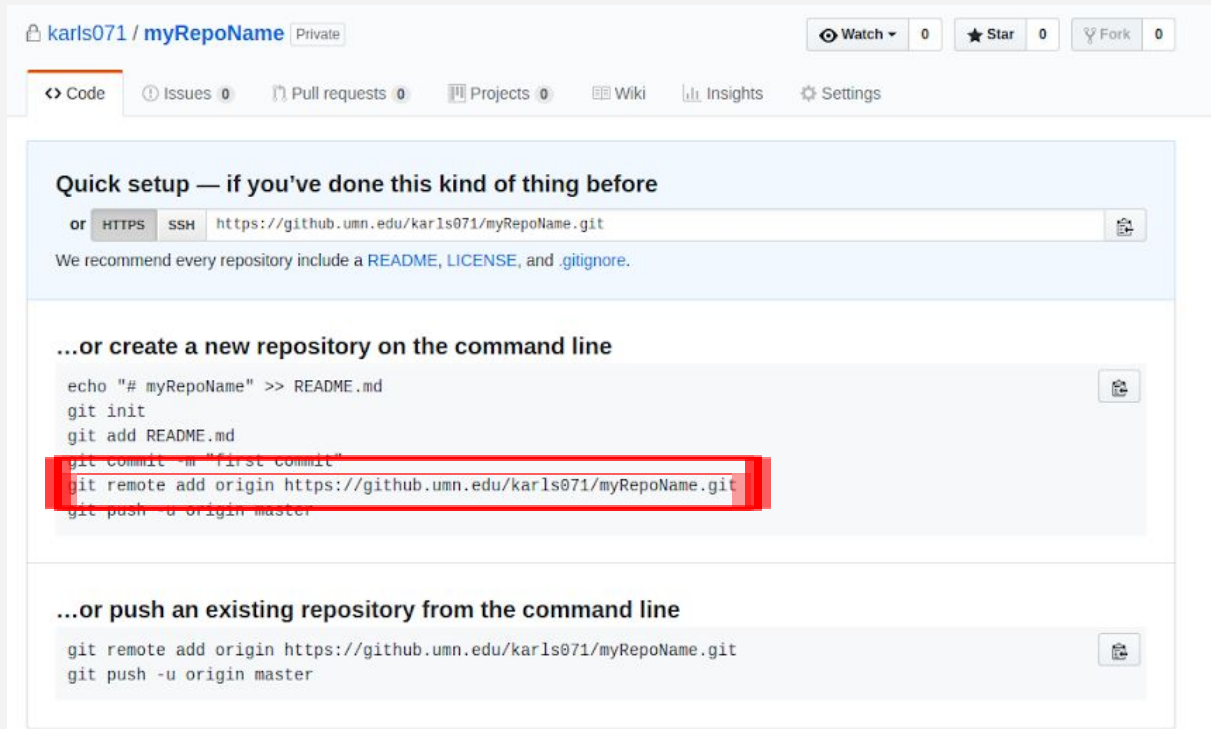 karls071 / myRepoName Private
Watch 0 Star 0 Fork 0
Code Issues 0 Pull requests 0 Projects 0 Wiki Insights Settings
Quick setup — if you’ve done this kind of thing before
or HTTPS SSH https://github.umn.edu/karls071/myRepoName.git
We recommend every repository include a README, LICENSE, and .gitignore.
…or create a new repository on the command line
echo "# myRepoName" >> README.md
git init
git add README.md
git commit -m "first commit"
git remote add origin https://github.umn.edu/karls071/myRepoName.git
git push -u origin master
…or push an existing repository from the command line
git remote add origin https://github.umn.edu/karls071/myRepoName.git
git push -u origin master